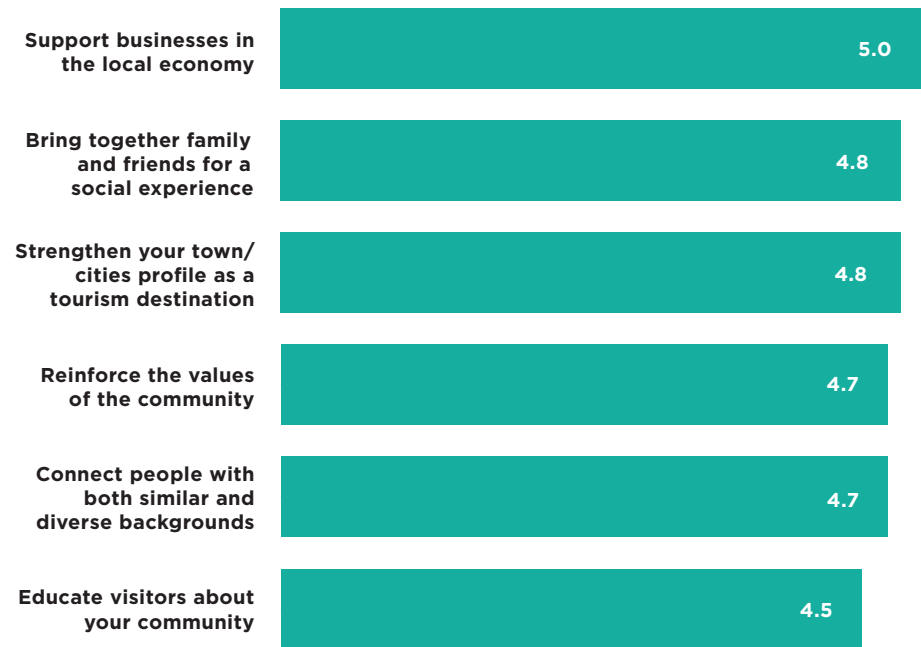 Support businesses in
the local economy
5.0
Bring together family
and friends for a
social experience
4.8
Strengthen your town/
cities profile as a
tourism destination
4.8
Reinforce the values
of the community
4.7
Connect people with
both similar and
diverse backgrounds
4.7
Educate visitors about
your community
4.5